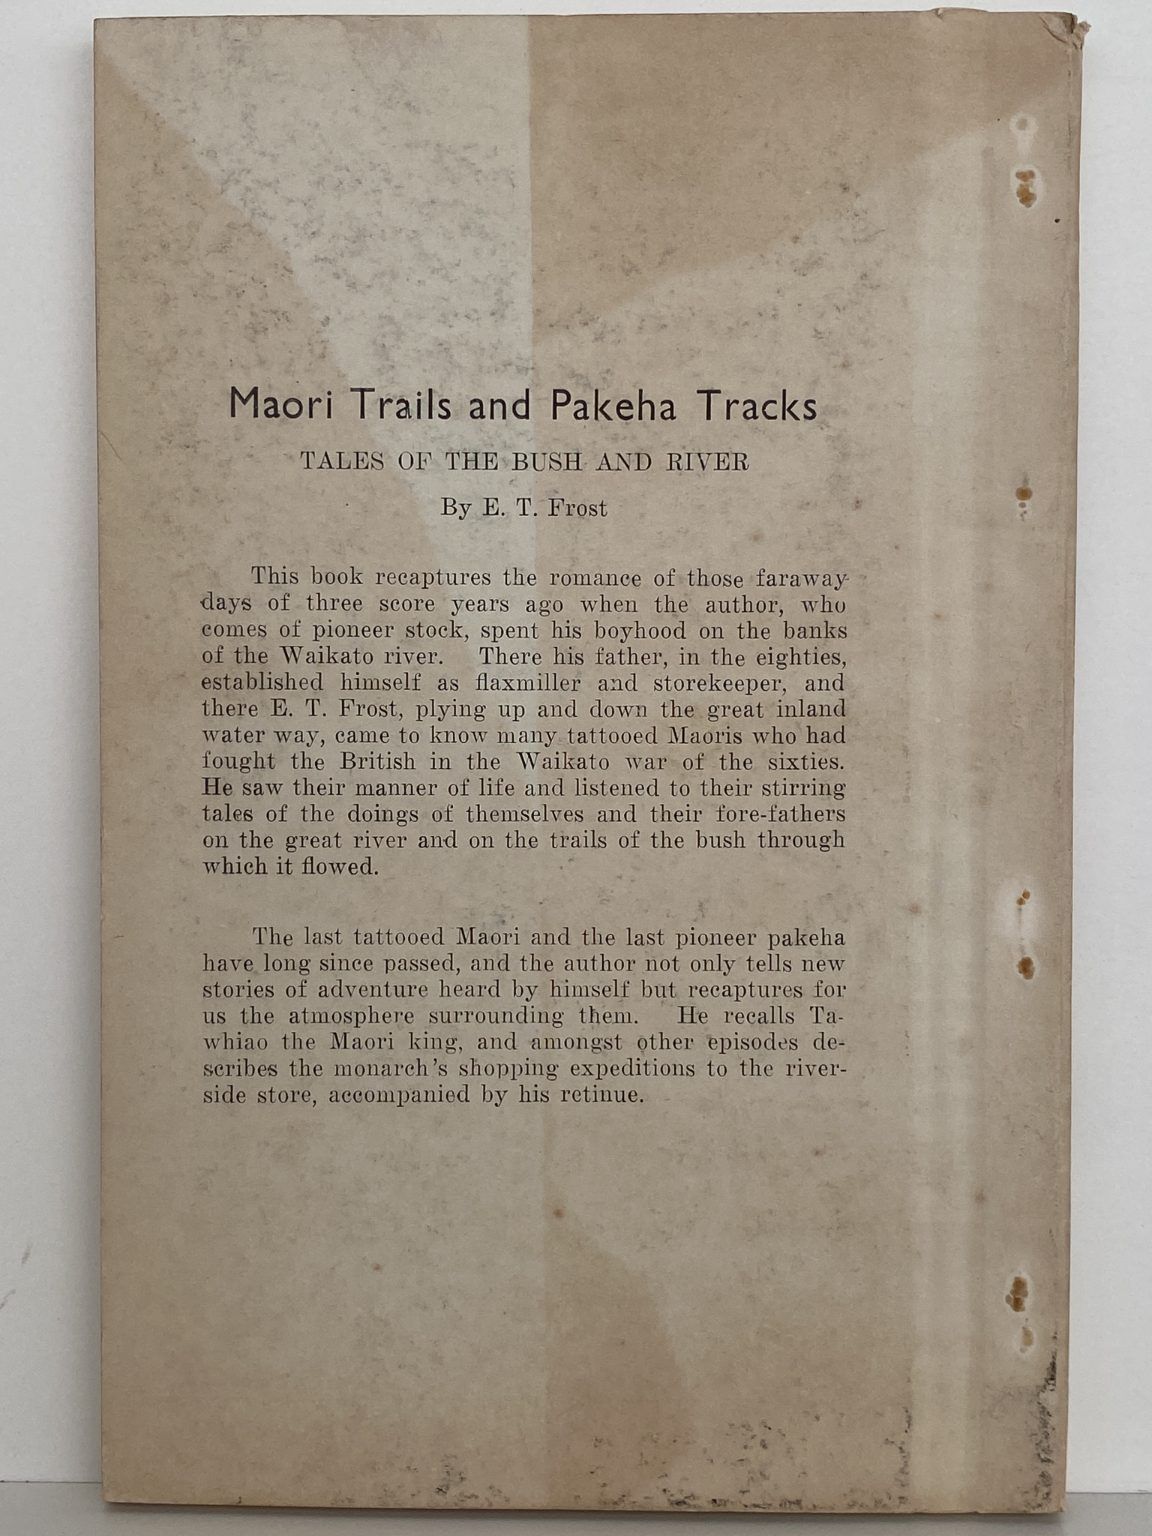 Maori Trails and Pakeha Tracks
TALES OF THE BUSH AND RIVER
By E. T. Frost
This book recaptures the romance of those faraway
days of three score years ago when the author, who
comes of pioneer stock, spent his boyhood on the banks
of the Waikato river. There his father, in the eighties,
established himself as flaxmiller and storekeeper, and
there E. T. Frost, plying up and down the great inland
water way, came to know many tattooed Maoris who had
fought the British in the Waikato war of the sixties.
He saw their manner of life and listened to their stirring
tales of the doings of themselves and their fore-fathers
on the great river and on the trails of the bush through
which it flowed.
The last tattooed Maori and the last pioneer pakeha
have long since passed, and the author not only tells new
stories of adventure heard by himself but recaptures for
us the atmosphere surrounding them. He recalls Ta-
whiao the Maori king, and amongst other episodes de-
scribes the monarch's shopping expeditions to the river-
side store, accompanied by his retinue.